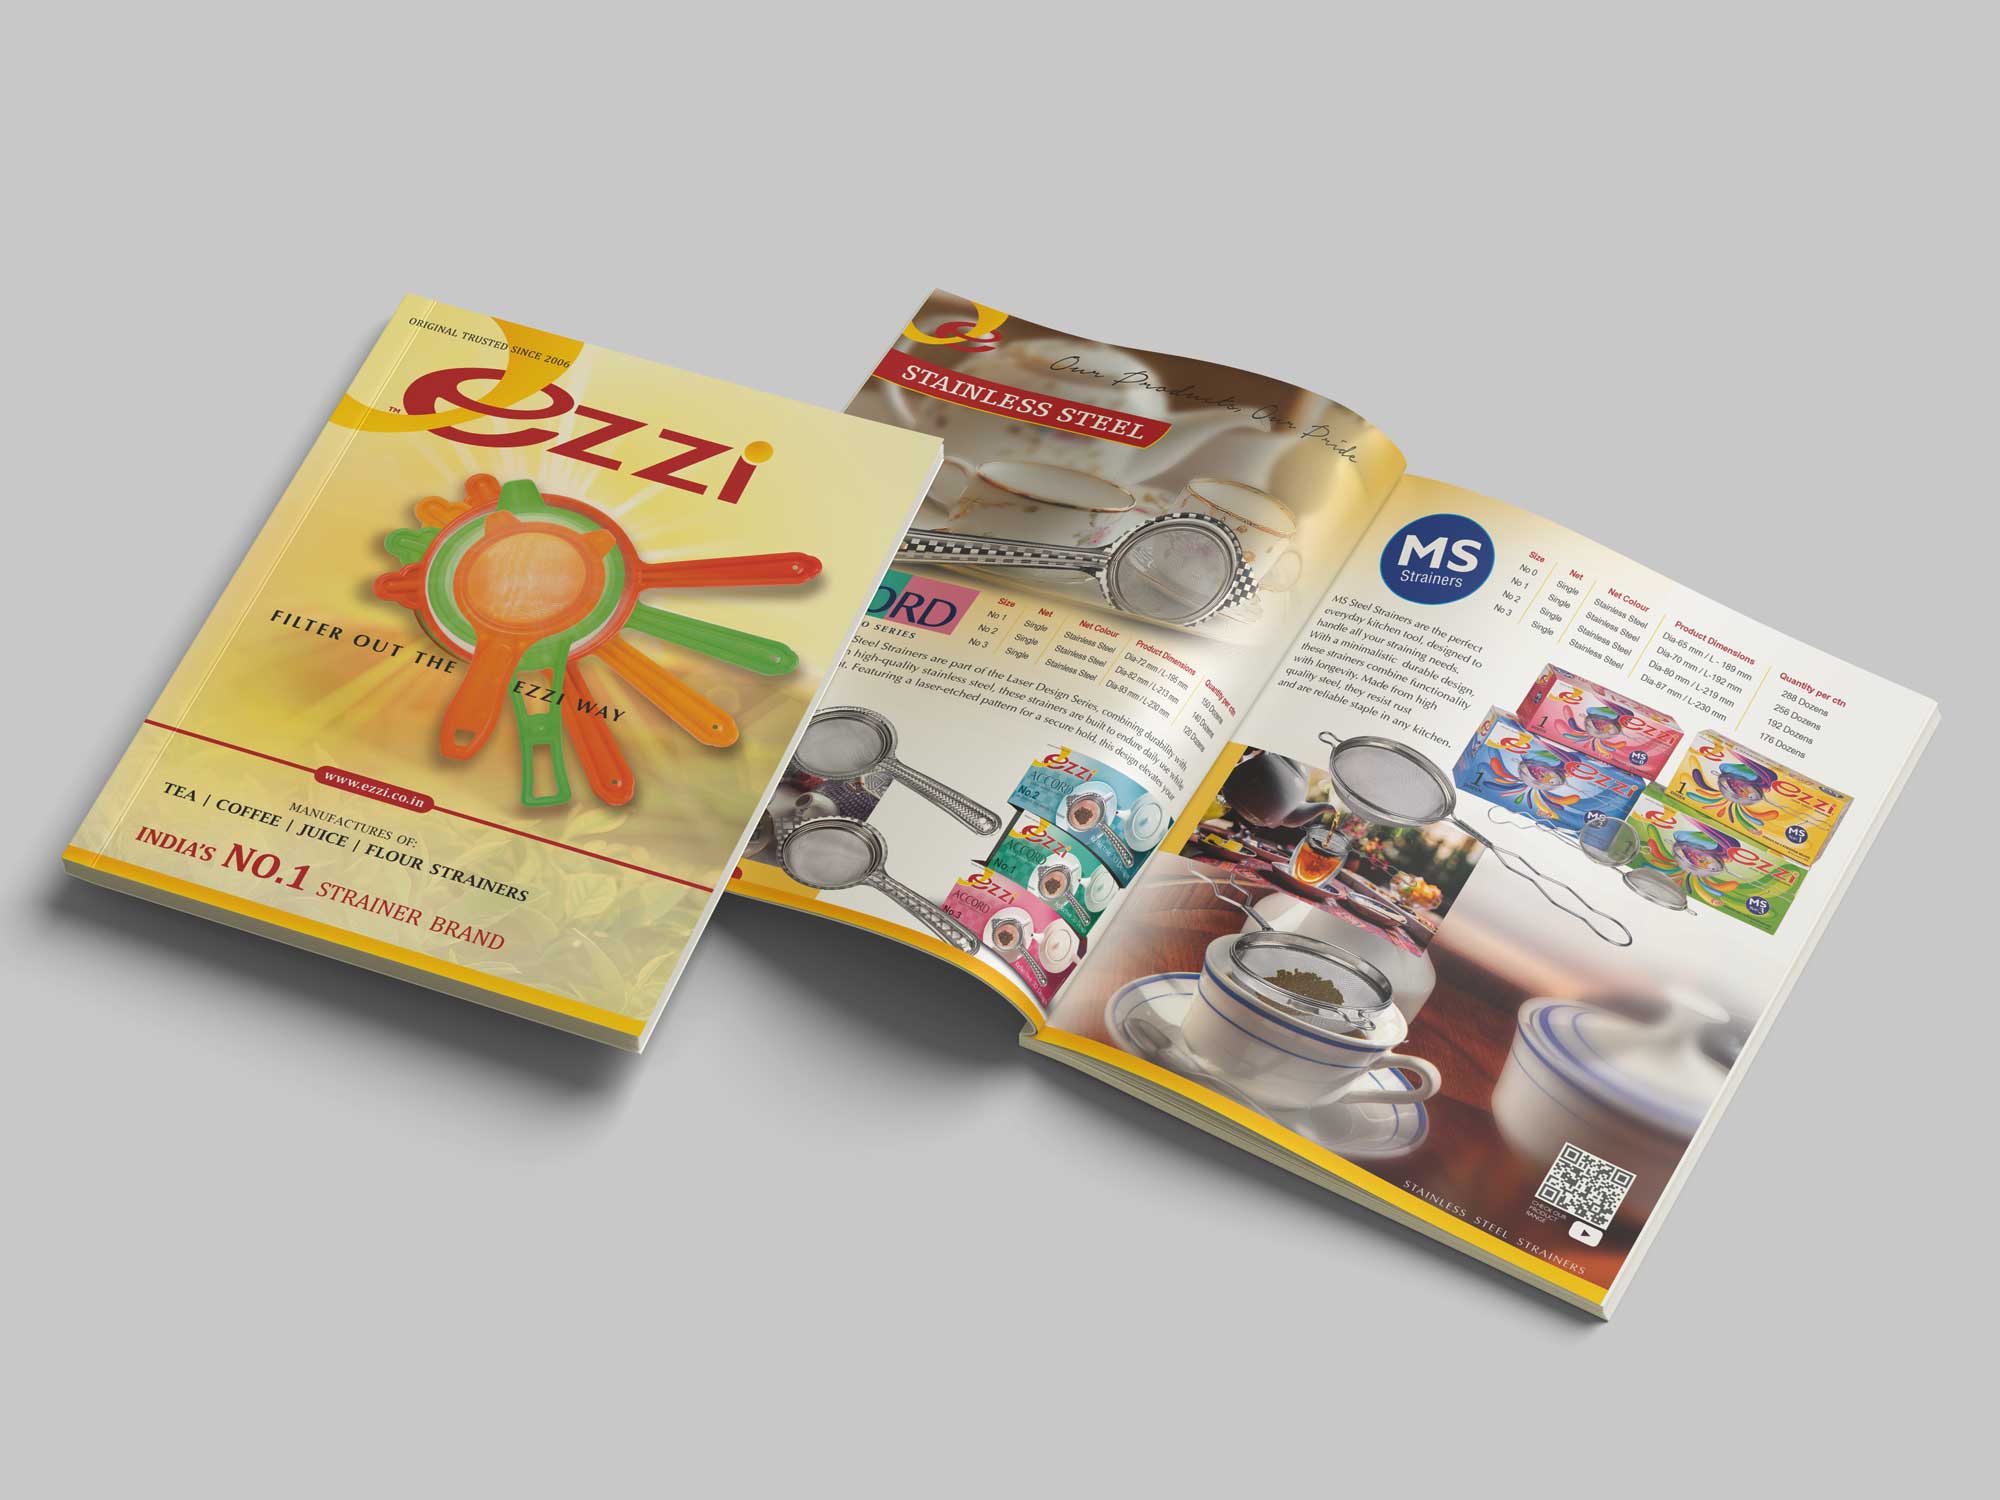 ORIGINAL TRUSTED SINCE 2006
ezzi
TM
FILTER OUT THE EZZI WAY
www.ezzi.co.in
MANUFACTURES OF:
TEA | COFFEE | JUICE | FLOUR STRAINERS
INDIA'S NO.1 STRAINER BRAND
STAINLESS STEEL
Our Products, Our Pride
ORD
O SERIES
Size Net Net Colour Product Dimensions Quantity per ctn
No 1 Single Stainless Steel Dia-72 mm / L-195 mm 150 Dozens
No 2 Single Stainless Steel Dia-82 mm / L-213 mm 140 Dozens
No 3 Single Stainless Steel Dia-93 mm / L-230 mm 120 Dozens
Steel Strainers are part of the Laser Design Series, combining durability with
high-quality stainless steel, these strainers are built to endure daily use while
Featuring a laser-etched pattern for a secure hold, this design elevates your
ezzi
ACCORD
No.2
ezzi
ACCORD
No.1
ezzi
ACCORD
No.3
MS
Strainers
Size Net Net Colour Product Dimensions Quantity per ctn
No 0 Single Stainless Steel Dia-65 mm / L - 189 mm 288 Dozens
No 1 Single Stainless Steel Dia-70 mm / L-192 mm 256 Dozens
No 2 Single Stainless Steel Dia-80 mm / L-219 mm 192 Dozens
No 3 Single Stainless Steel Dia-87 mm / L-230 mm 176 Dozens
MS Steel Strainers are the perfect
everyday kitchen tool, designed to
handle all your straining needs.
With a minimalistic durable design,
these strainers combine functionality
with longevity. Made from high
quality steel, they resist rust
and are reliable staple in any kitchen.
1
ezzi
MS
1
ezzi
MS
1
ezzi
MS
1
ezzi
MS
CHECK OUR
PRODUCT
RANGE
STAINLESS STEEL STRAINERS